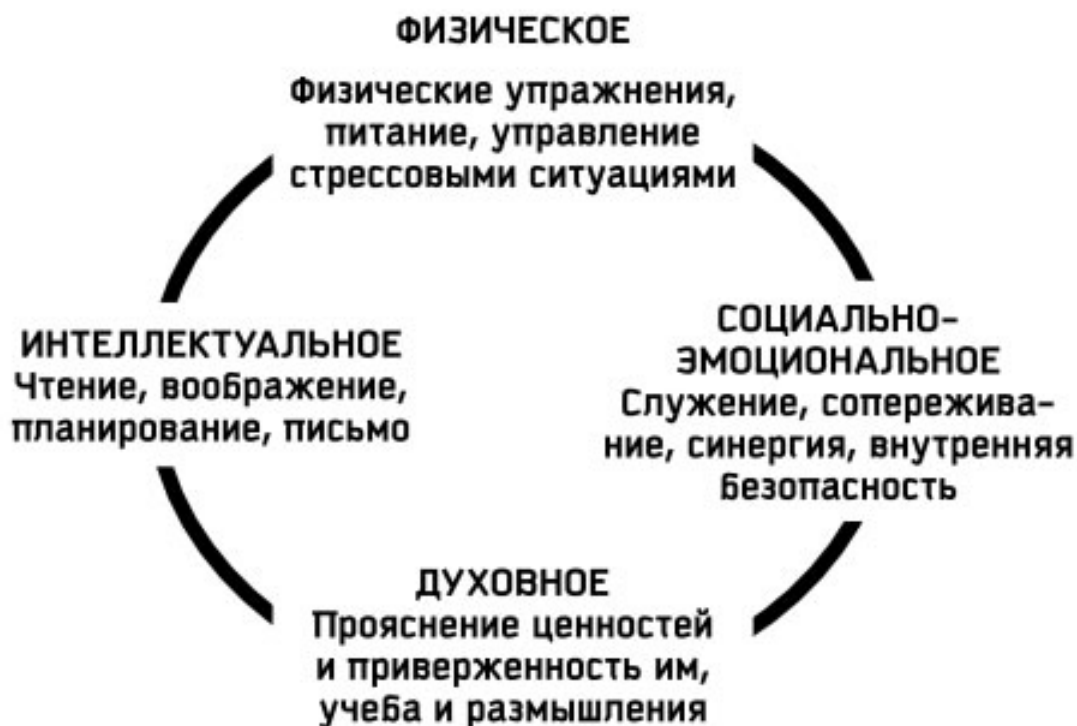 ФИЗИЧЕСКОЕ
Физические упражнения,
питание, управление
стрессовыми ситуациями
ИНТЕЛЛЕКТУАЛЬНОЕ
Чтение, воображение,
планирование, письмо
СОЦИАЛЬНО-
ЭМОЦИОНАЛЬНОЕ
Служение, сопережива-
ние, синергия, внутренняя
безопасность
ДУХОВНОЕ
Прояснение ценностей
и приверженность им,
учеба и размышления